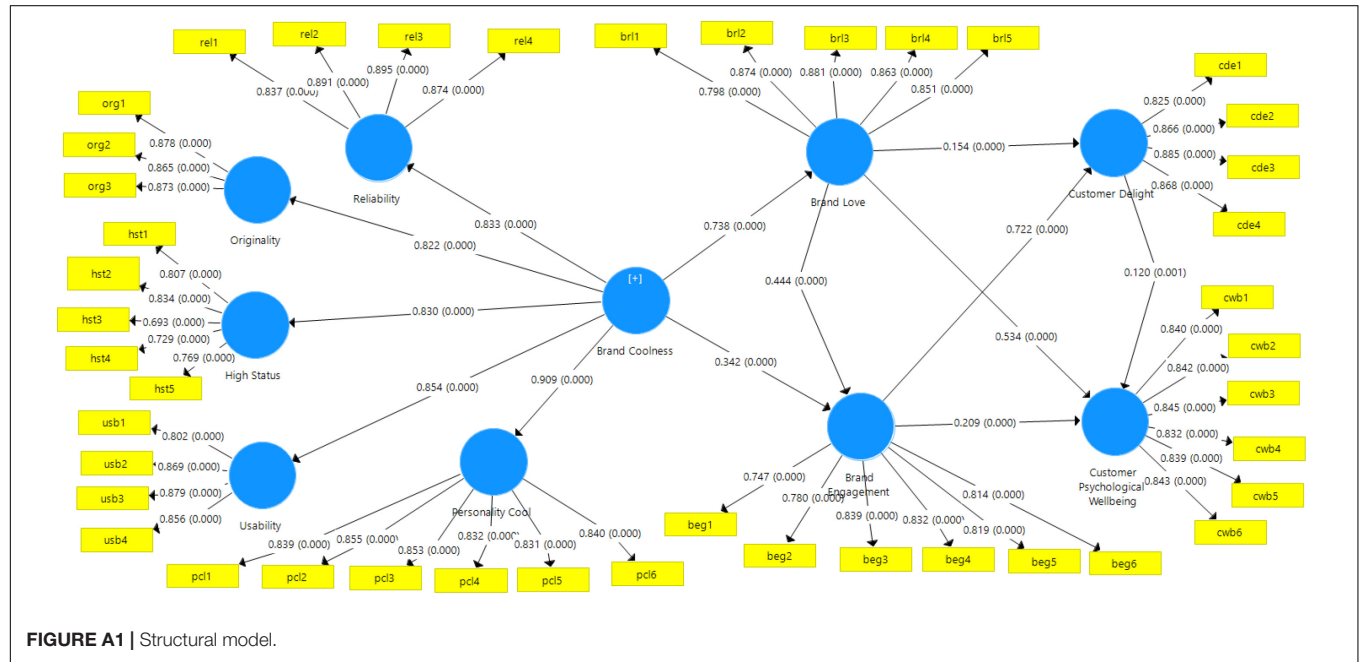 rel1
rel2
rel3
rel4
0.837 (0.000)
0.891 (0.000)
0.895 (0.000)
0.874 (0.000)
Reliability
org1
org2
org3
0.878 (0.000)
0.865 (0.000)
0.873 (0.000)
Originality
hst1
hst2
hst3
hst4
hst5
0.807 (0.000)
0.834 (0.000)
0.693 (0.000)
0.729 (0.000)
0.769 (0.000)
High Status
usb1
usb2
usb3
usb4
0.802 (0.000)
0.869 (0.000)
0.879 (0.000)
0.856 (0.000)
Usability
pcl1
pcl2
pcl3
pcl4
pcl5
pcl6
0.839 (0.000)
0.855 (0.000)
0.853 (0.000)
0.832 (0.000)
0.831 (0.000)
0.840 (0.000)
Personality Cool
0.833 (0.000)
0.822 (0.000)
0.830 (0.000)
0.854 (0.000)
0.909 (0.000)
[+]
Brand Coolness
0.738 (0.000)
0.342 (0.000)
brl1
brl2
brl3
brl4
brl5
0.798 (0.000)
0.874 (0.000)
0.881 (0.000)
0.863 (0.000)
0.851 (0.000)
Brand Love
0.154 (0.000)
0.444 (0.000)
0.534 (0.000)
0.722 (0.000)
0.209 (0.000)
0.120 (0.001)
cde1
cde2
cde3
cde4
0.825 (0.000)
0.866 (0.000)
0.885 (0.000)
0.868 (0.000)
Customer Delight
cwb1
cwb2
cwb3
cwb4
cwb5
cwb6
0.840 (0.000)
0.842 (0.000)
0.845 (0.000)
0.832 (0.000)
0.839 (0.000)
0.843 (0.000)
Customer
Psychological
Wellbeing
Brand
Engagement
0.747 (0.000)
0.780 (0.000)
0.839 (0.000)
0.832 (0.000)
0.819 (0.000)
0.814 (0.000)
beg1
beg2
beg3
beg4
beg5
beg6
FIGURE A1 | Structural model.